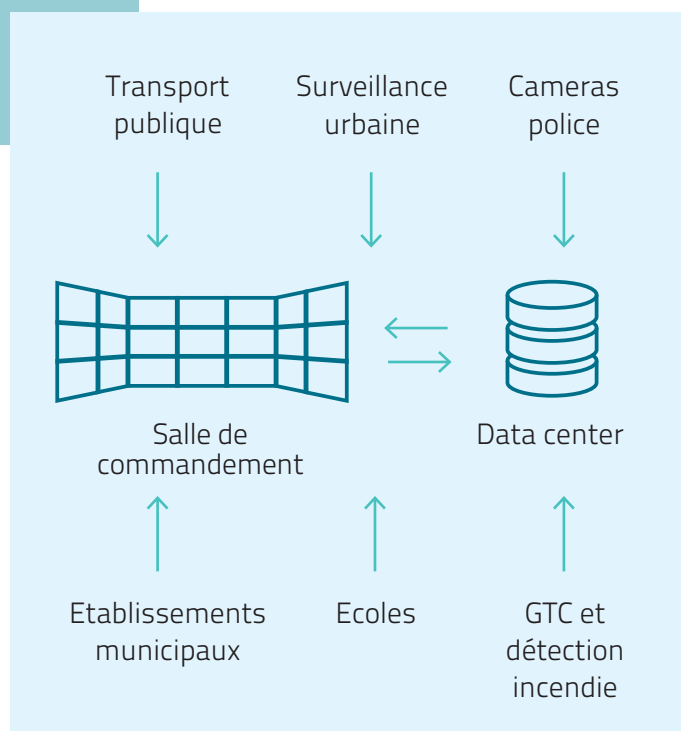 Transport
publique
Surveillance
urbaine
Cameras
police
Salle de
commandement
Data center
Etablissements
municipaux
Ecoles
GTC et
détection
incendie